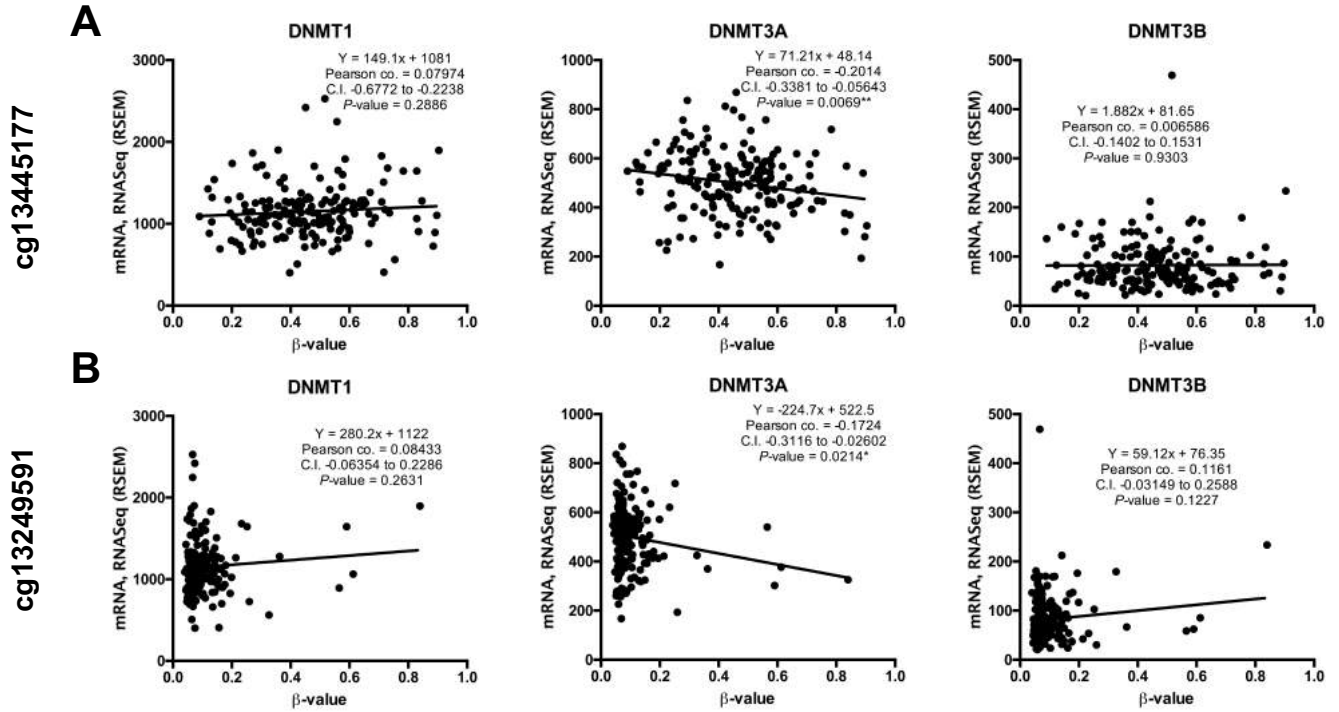 A
cg13445177
DNMT1
Y = 149.1x + 1081
Pearson co. = 0.07974
C.I. -0.6772 to -0.2238
P-value = 0.2886
mRNA, RNASeq (RSEM)
3000
2000
1000
0
0.0 0.2 0.4 0.6 0.8 1.0
β-value
DNMT3A
Y = 71.21x + 48.14
Pearson co. = -0.2014
C.I. -0.3381 to -0.05643
P-value = 0.0069**
mRNA, RNASeq (RSEM)
1000
800
600
400
200
0
0.0 0.2 0.4 0.6 0.8 1.0
β-value
DNMT3B
Y = 1.882x + 81.65
Pearson co. = 0.006586
C.I. -0.1402 to 0.1531
P-value = 0.9303
mRNA, RNASeq (RSEM)
500
400
300
200
100
0
0.0 0.2 0.4 0.6 0.8 1.0
β-value
B
cg13249591
DNMT1
Y = 280.2x + 1122
Pearson co. = 0.08433
C.I. -0.06354 to 0.2286
P-value = 0.2631
mRNA, RNASeq (RSEM)
3000
2000
1000
0
0.0 0.2 0.4 0.6 0.8 1.0
β-value
DNMT3A
Y = -224.7x + 522.5
Pearson co. = -0.1724
C.I. -0.3116 to -0.02602
P-value = 0.0214*
mRNA, RNASeq (RSEM)
1000
800
600
400
200
0
0.0 0.2 0.4 0.6 0.8 1.0
β-value
DNMT3B
Y = 59.12x + 76.35
Pearson co. = 0.1161
C.I. -0.03149 to 0.2588
P-value = 0.1227
mRNA, RNASeq (RSEM)
500
400
300
200
100
0
0.0 0.2 0.4 0.6 0.8 1.0
β-value